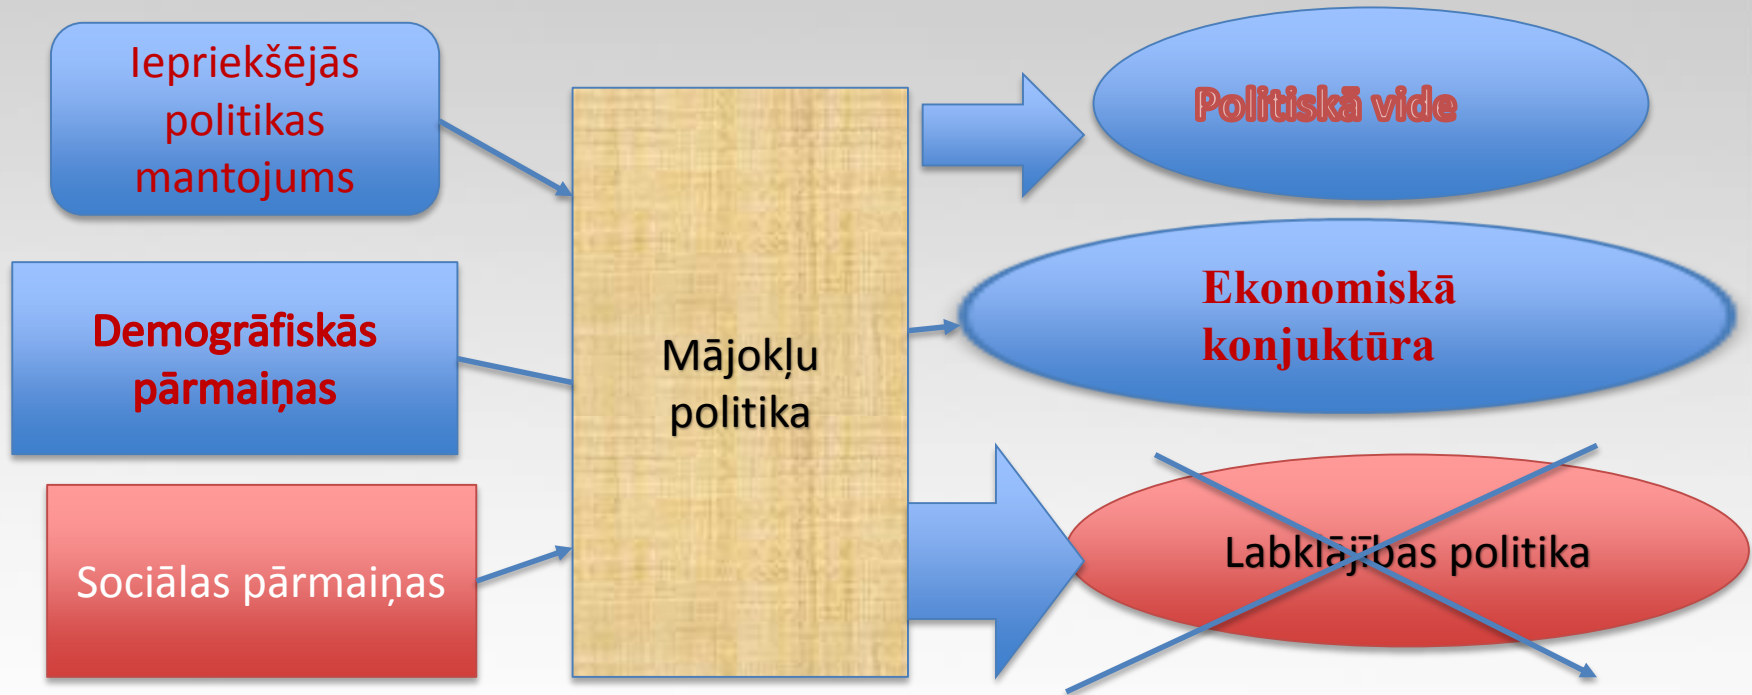 Iepriekšējās
politikas
mantojums
Demogrāfiskās
pārmaiņas
Sociālas pārmaiņas
Mājokļu
politika
Politiskā vide
Ekonomiskā
konjuktūra
Labklājības politika